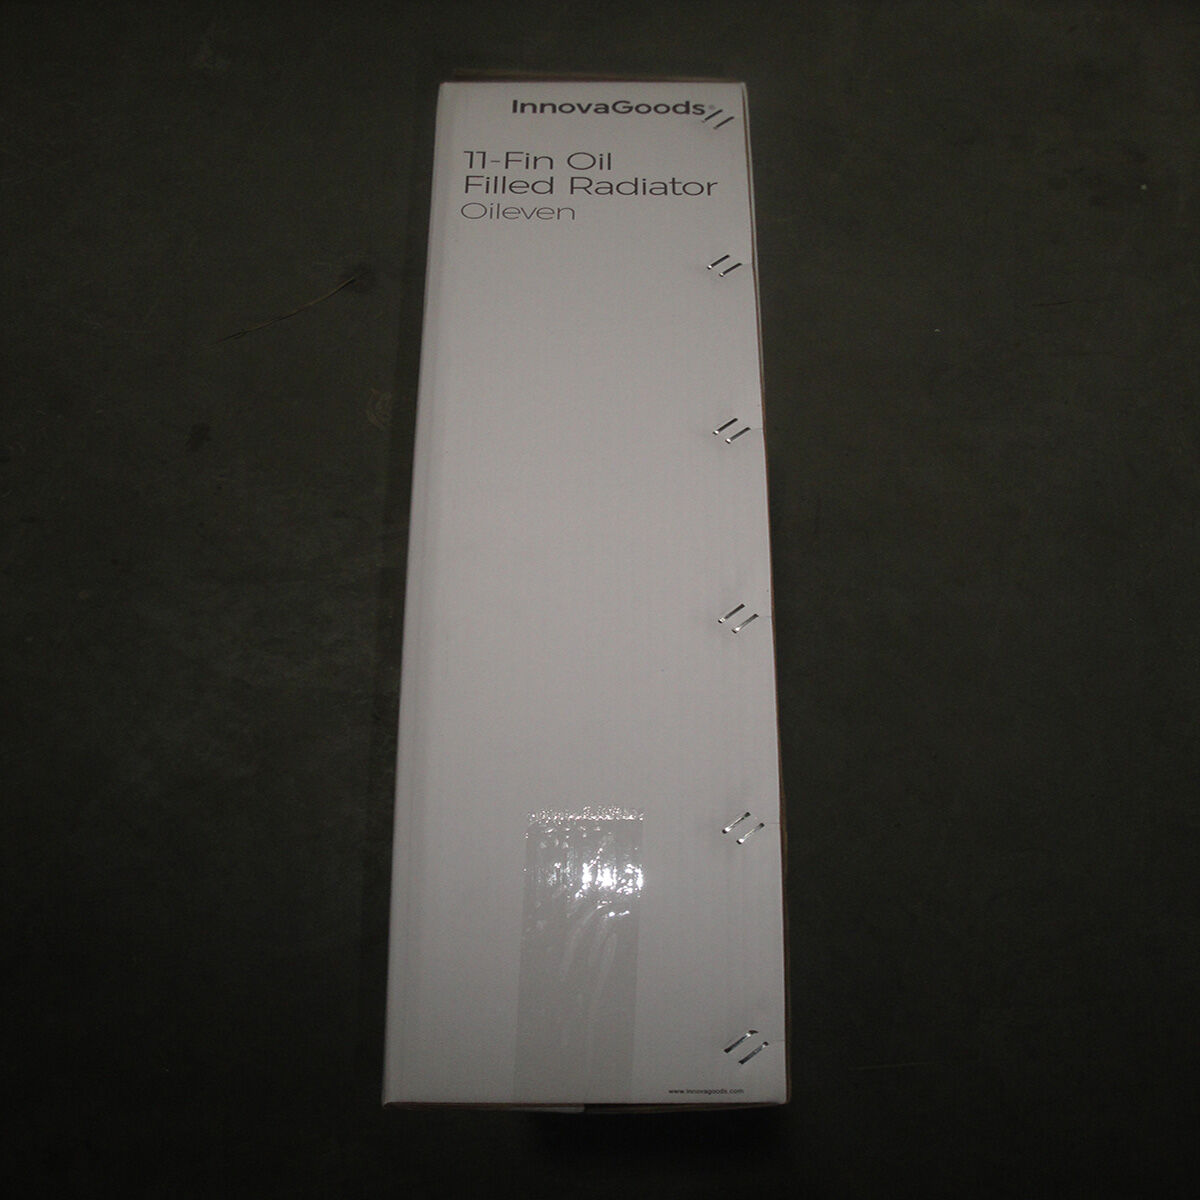 InnovaGoods®
11-Fin Oil
Filled Radiator
Oileven
www.innovagoods.com